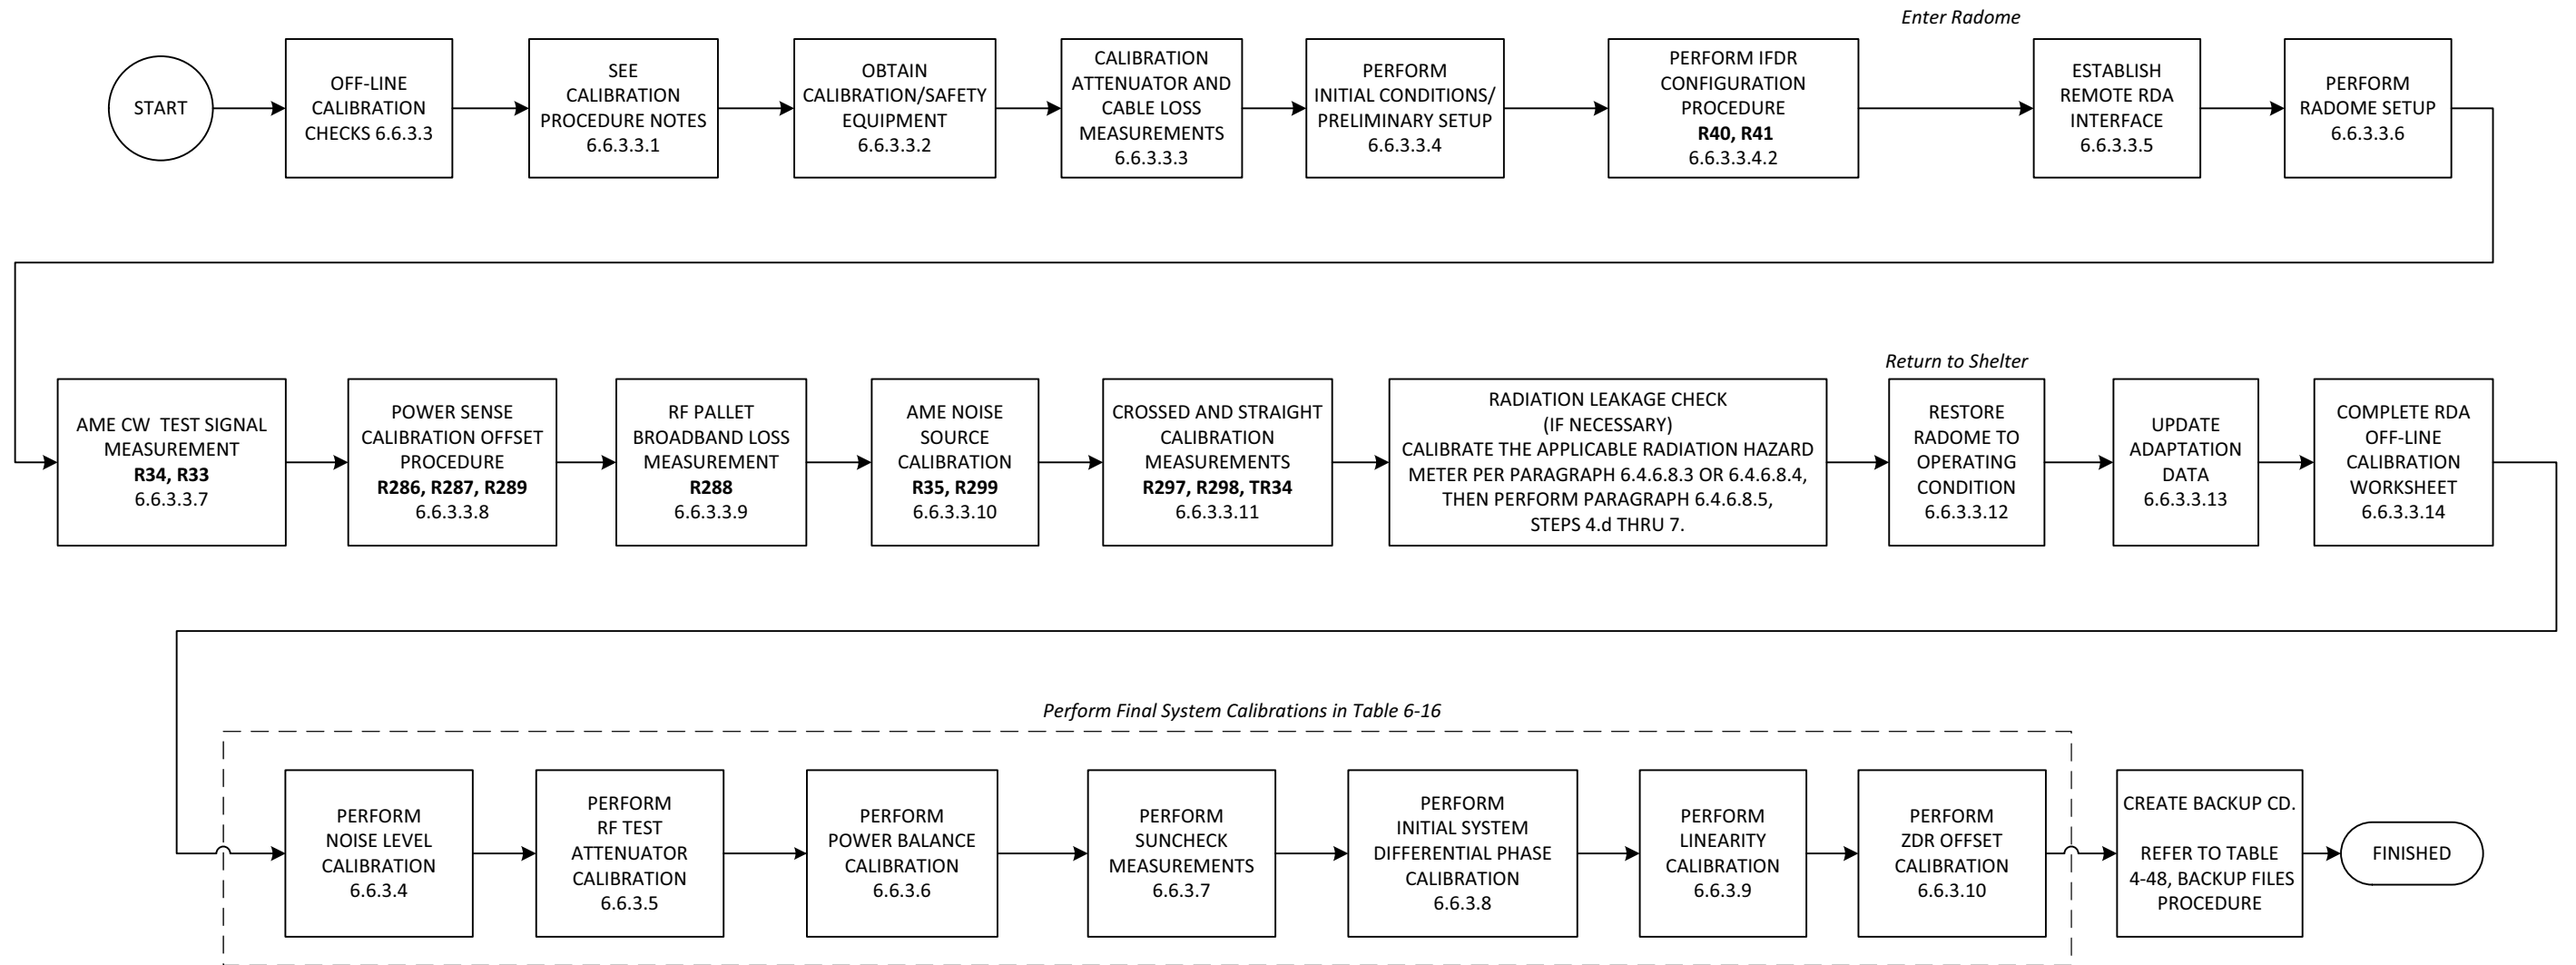 Enter Radome
START
OFF-LINE
CALIBRATION
CHECKS 6.6.3.3
SEE
CALIBRATION
PROCEDURE NOTES
6.6.3.3.1
OBTAIN
CALIBRATION/SAFETY
EQUIPMENT
6.6.3.3.2
CALIBRATION
ATTENUATOR AND
CABLE LOSS
MEASUREMENTS
6.6.3.3.3
PERFORM
INITIAL CONDITIONS/
PRELIMINARY SETUP
6.6.3.3.4
PERFORM IFDR
CONFIGURATION
PROCEDURE
R40, R41
6.6.3.3.4.2
ESTABLISH
REMOTE RDA
INTERFACE
6.6.3.3.5
PERFORM
RADOME SETUP
6.6.3.3.6
Return to Shelter
AME CW  TEST SIGNAL
MEASUREMENT
R34, R33
6.6.3.3.7
POWER SENSE
CALIBRATION OFFSET
PROCEDURE
R286, R287, R289
6.6.3.3.8
RF PALLET
BROADBAND LOSS
MEASUREMENT
R288
6.6.3.3.9
AME NOISE
SOURCE
CALIBRATION
R35, R299
6.6.3.3.10
CROSSED AND STRAIGHT
CALIBRATION
MEASUREMENTS
R297, R298, TR34
6.6.3.3.11
RADIATION LEAKAGE CHECK
(IF NECESSARY)
CALIBRATE THE APPLICABLE RADIATION HAZARD
METER PER PARAGRAPH 6.4.6.8.3 OR 6.4.6.8.4,
THEN PERFORM PARAGRAPH 6.4.6.8.5,
STEPS 4.d THRU 7.
RESTORE
RADOME TO
OPERATING
CONDITION
6.6.3.3.12
UPDATE
ADAPTATION
DATA
6.6.3.3.13
COMPLETE RDA
OFF-LINE
CALIBRATION
WORKSHEET
6.6.3.3.14
Perform Final System Calibrations in Table 6-16
PERFORM
NOISE LEVEL
CALIBRATION
6.6.3.4
PERFORM
RF TEST
ATTENUATOR
CALIBRATION
6.6.3.5
PERFORM
POWER BALANCE
CALIBRATION
6.6.3.6
PERFORM
SUNCHECK
MEASUREMENTS
6.6.3.7
PERFORM
INITIAL SYSTEM
DIFFERENTIAL PHASE
CALIBRATION
6.6.3.8
PERFORM
LINEARITY
CALIBRATION
6.6.3.9
PERFORM
ZDR OFFSET
CALIBRATION
6.6.3.10
CREATE BACKUP CD.
REFER TO TABLE
4-48, BACKUP FILES
PROCEDURE
FINISHED